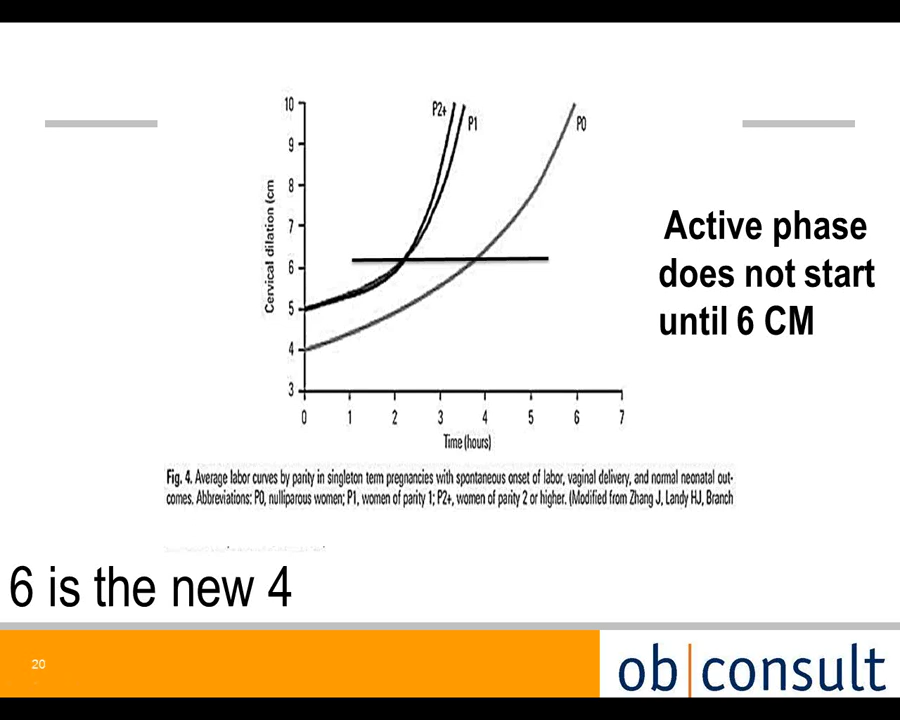 10
P2+
P1
P0
9
8
7
6
5
4
3
Cervical dilation (cm
0 1 2 3 4 5 6 7
Time (hours)
Active phase
does not start
until 6 CM
Fig. 4. Average labor curves by parity in singleton term pregnancies with spontaneous onset of labor, vaginal delivery, and normal neonatal out-
comes. Abbreviations: P0, nulliparous women; P1, women of parity 1; P2+, women of parity 2 or higher. (Modified from Zhang J, Landy HJ, Branch
6 is the new 4
20
ob|consult